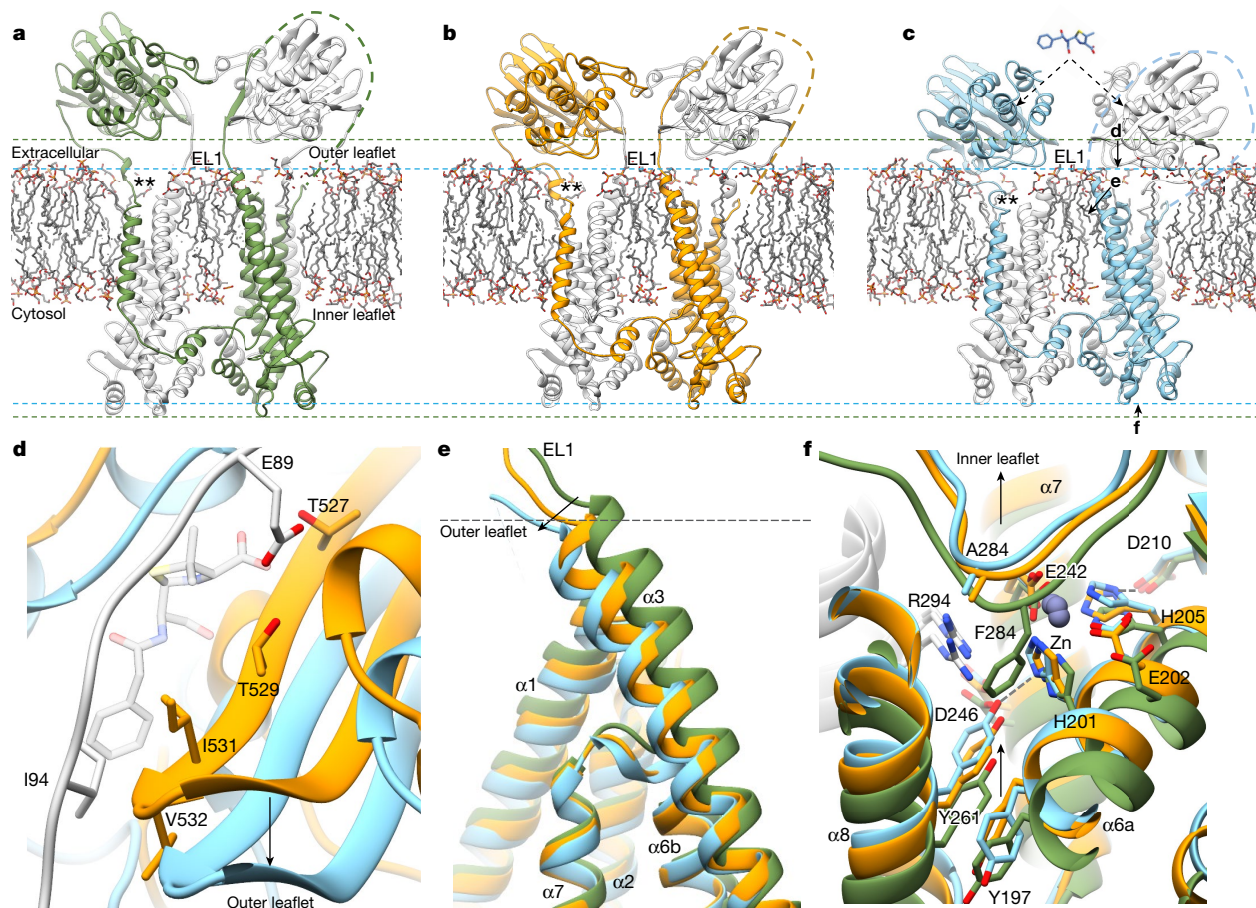 a
b
c
Extracellular
EL1
Outer leaflet
**
Cytosol
Inner leaflet
EL1
**
d
EL1
e
**
f
d
E89
T527
T529
I531
I94
V532
Outer leaflet
e
EL1
Outer leaflet
α3
α1
α6b
α7
α2
f
Inner leaflet
α7
A284
D210
E242
R294
H205
F284
Zn
E202
D246
H201
Y261
α8
α6a
Y197